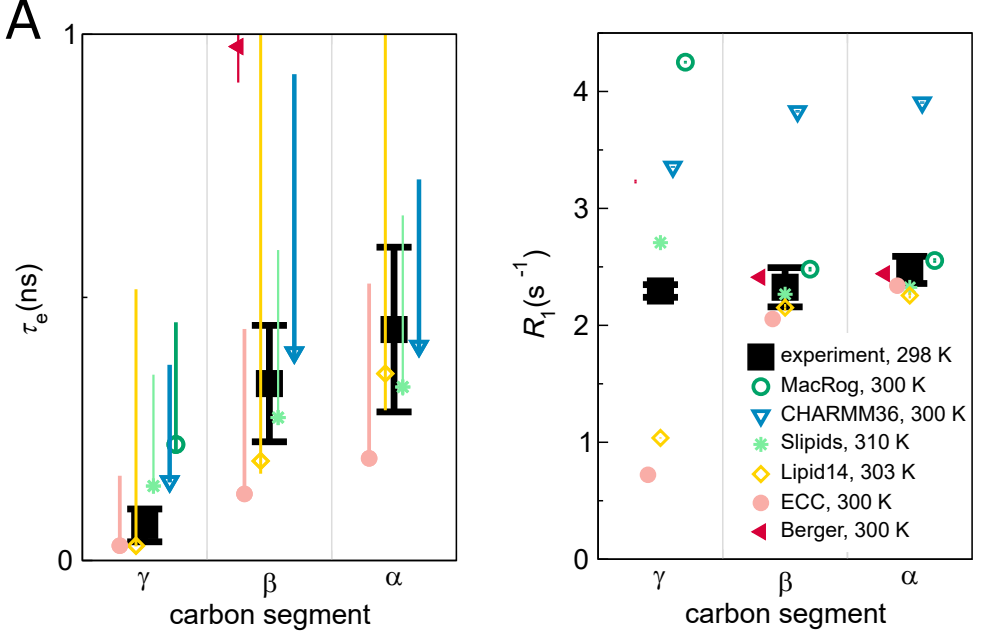 A
1
0
τe(ns)
γ β α
carbon segment
4
3
2
1
0
R1(s⁻¹)
experiment, 298 K
MacRog, 300 K
CHARMM36, 300 K
Slipids, 310 K
Lipid14, 303 K
ECC, 300 K
Berger, 300 K
γ β α
carbon segment